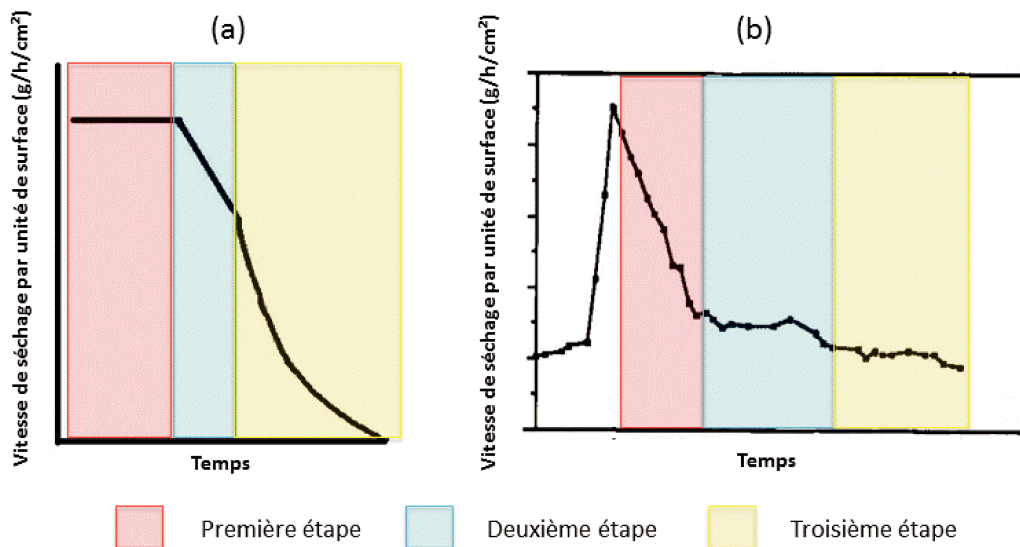 (a)
(b)
Vitesse de séchage par unité de surface (g/h/cm²)
Temps
Vitesse de séchage par unité de surface (g/h/cm²)
Temps
Première étape
Deuxième étape
Troisième étape